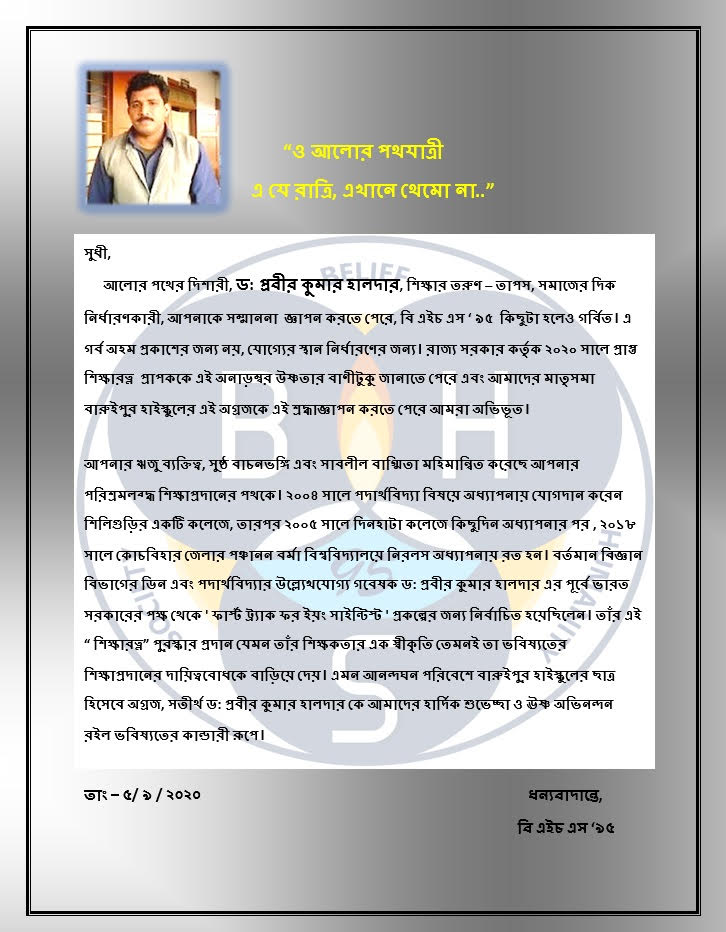 “ও আলোর পথযাত্রী
এ যে রাত্রি, এখানে থেমো না..”
সুধী,
আলোর পথের দিশারী, ড: প্রবীর কুমার হালদার, শিক্ষার তরুণ – তাপস, সমাজের দিক
নির্ধারণকারী, আপনাকে সম্মাননা জ্ঞাপন করতে পেরে, বি এইচ এস ‘ ৯৫ কিছুটা হলেও গর্বিত। এ
গর্ব অহম প্রকাশের জন্য নয়, যোগ্যের স্থান নির্ধারণের জন্য। রাজ্য সরকার কর্তৃক ২০২০ সালে প্রাপ্ত
শিক্ষারত্ন প্রাপককে এই অনাড়ম্বর উষ্ণতার বাণীটুকু জানাতে পেরে এবং আমাদের মাতৃসমা
বারুইপুর হাইস্কুলের এই অগ্রজকে এই শ্রদ্ধাজ্ঞাপন করতে পেরে আমরা অভিভূত।
আপনার ঋজু ব্যক্তিত্ব, সুষ্ঠ বাচনভঙ্গি এবং সাবলীল বাগ্মিতা মহিমান্বিত করেছে আপনার
পরিশ্রমলব্ধ শিক্ষাপ্রদানের পথকে। ২০০৪ সালে পদার্থবিদ্যা বিষয়ে অধ্যাপনায় যোগদান করেন
শিলিগুড়ির একটি কলেজে, তারপর ২০০৫ সালে দিনহাটা কলেজে কিছুদিন অধ্যাপনার পর , ২০১৮
সালে কোচবিহার জেলার পঞ্চানন বর্মা বিশ্ববিদ্যালয়ে নিরলস অধ্যাপনায় রত হন। বর্তমান বিজ্ঞান
বিভাগের ডিন এবং পদার্থবিদ্যার উল্ল্যেখযোগ্য গবেষক ড: প্রবীর কুমার হালদার এর পূর্বে ভারত
সরকারের পক্ষ থেকে ' ফার্স্ট ট্র্যাক ফর ইয়ং সাইন্টিস্ট ' প্রকল্পের জন্য নির্বাচিত হয়েছিলেন। তাঁর এই
“ শিক্ষারত্ন” পুরস্কার প্রদান যেমন তাঁর শিক্ষকতার এক স্বীকৃতি তেমনই তা ভবিষ্যতের
শিক্ষাপ্রদানের দায়িত্ববোধকে বাড়িয়ে দেয়। এমন আনন্দঘন পরিবেশে বারুইপুর হাইস্কুলের ছাত্র
হিসেবে অগ্রজ, সতীর্থ ড: প্রবীর কুমার হালদার কে আমাদের হার্দিক শুভেচ্ছা ও ঊষ্ণ অভিনন্দন
রইল ভবিষ্যতের কান্ডারী রূপে।
BELIEF
B H
95
S
HUMANITY
তাং – ৫/ ৯ / ২০২০
ধন্যবাদান্তে,
বি এইচ এস ‘৯৫